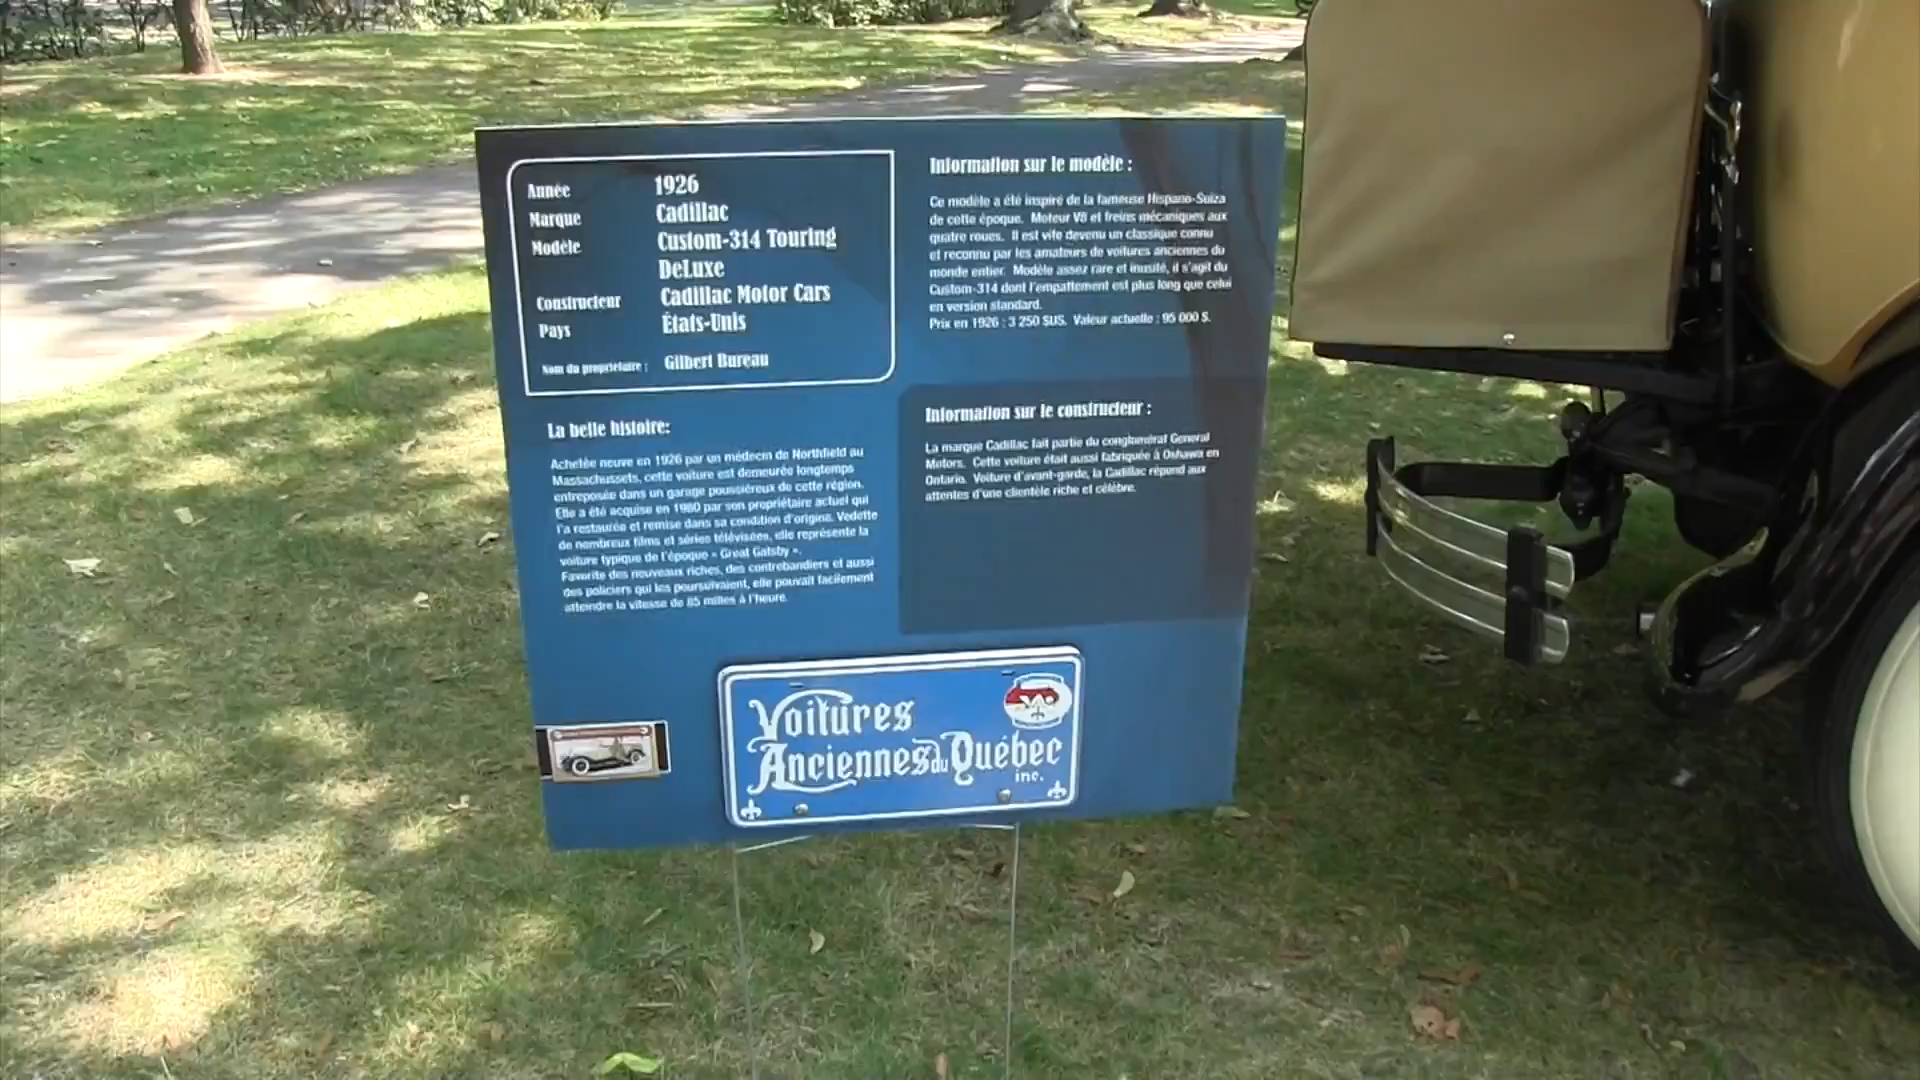 Année 1926
Marque Cadillac
Modèle Custom-314 Touring
DeLuxe
Constructeur Cadillac Motor Cars
Pays États-Unis
Nom du propriétaire : Gilbert Bureau
La belle histoire:
Achetée neuve en 1926 par un médecin de Northfield au
Massachussets, cette voiture est demeurée longtemps
entreposée dans un garage poussiéreux de cette région.
Elle a été acquise en 1980 par son propriétaire actuel qui
l'a restaurée et remise dans sa condition d'origine. Vedette
de nombreux films et séries télévisées, elle représente la
voiture typique de l'époque « Great Gatsby ».
Favorite des nouveaux riches, des contrebandiers et aussi
des policiers qui les poursuivaient, elle pouvait facilement
atteindre la vitesse de 85 milles à l'heure.
Information sur le modèle :
Ce modèle a été inspiré de la fameuse Hispano-Suiza
de cette époque. Moteur V8 et freins mécaniques aux
quatre roues. Il est vite devenu un classique connu
et reconnu par les amateurs de voitures anciennes du
monde entier. Modèle assez rare et inusité, il s'agit du
Custom-314 dont l'empattement est plus long que celui
en version standard.
Prix en 1926 : 3 250 $US. Valeur actuelle : 95 000 $.
Information sur le constructeur :
La marque Cadillac fait partie du conglomérat General
Motors. Cette voiture était aussi fabriquée à Oshawa en
Ontario. Voiture d'avant-garde, la Cadillac répond aux
attentes d'une clientèle riche et célèbre.
Voitures
Anciennes du Québec
inc.